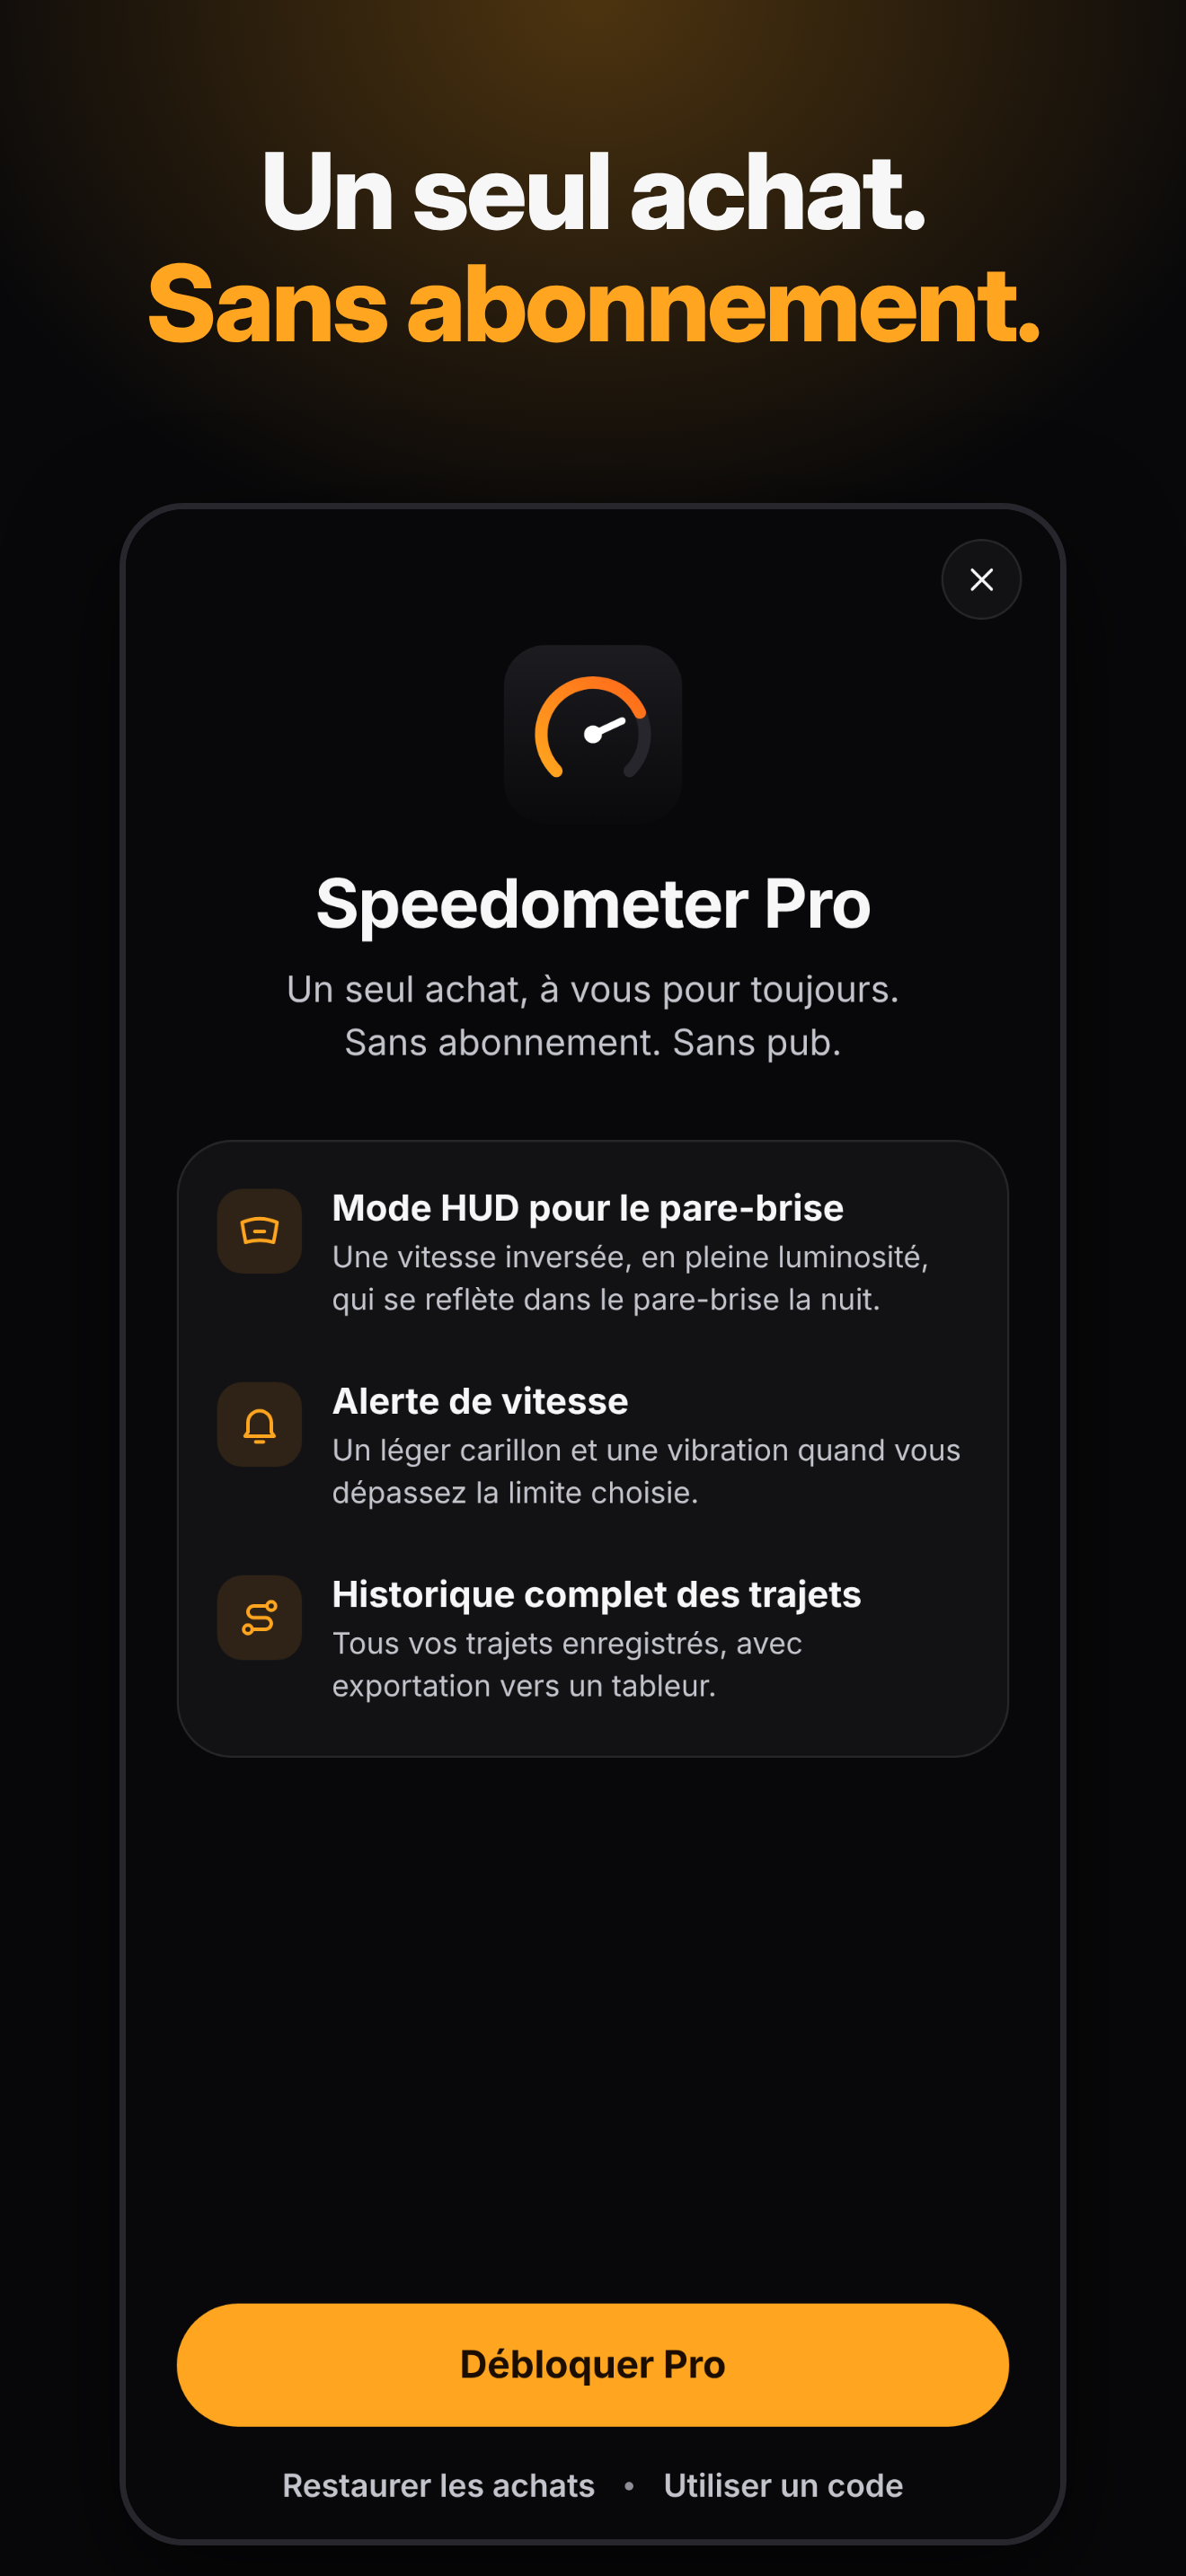 Un seul achat.
Sans abonnement.
Speedometer Pro
Un seul achat, à vous pour toujours.
Sans abonnement. Sans pub.
Mode HUD pour le pare-brise
Une vitesse inversée, en pleine luminosité,
qui se reflète dans le pare-brise la nuit.
Alerte de vitesse
Un léger carillon et une vibration quand vous
dépassez la limite choisie.
Historique complet des trajets
Tous vos trajets enregistrés, avec
exportation vers un tableur.
Débloquer Pro
Restaurer les achats • Utiliser un code